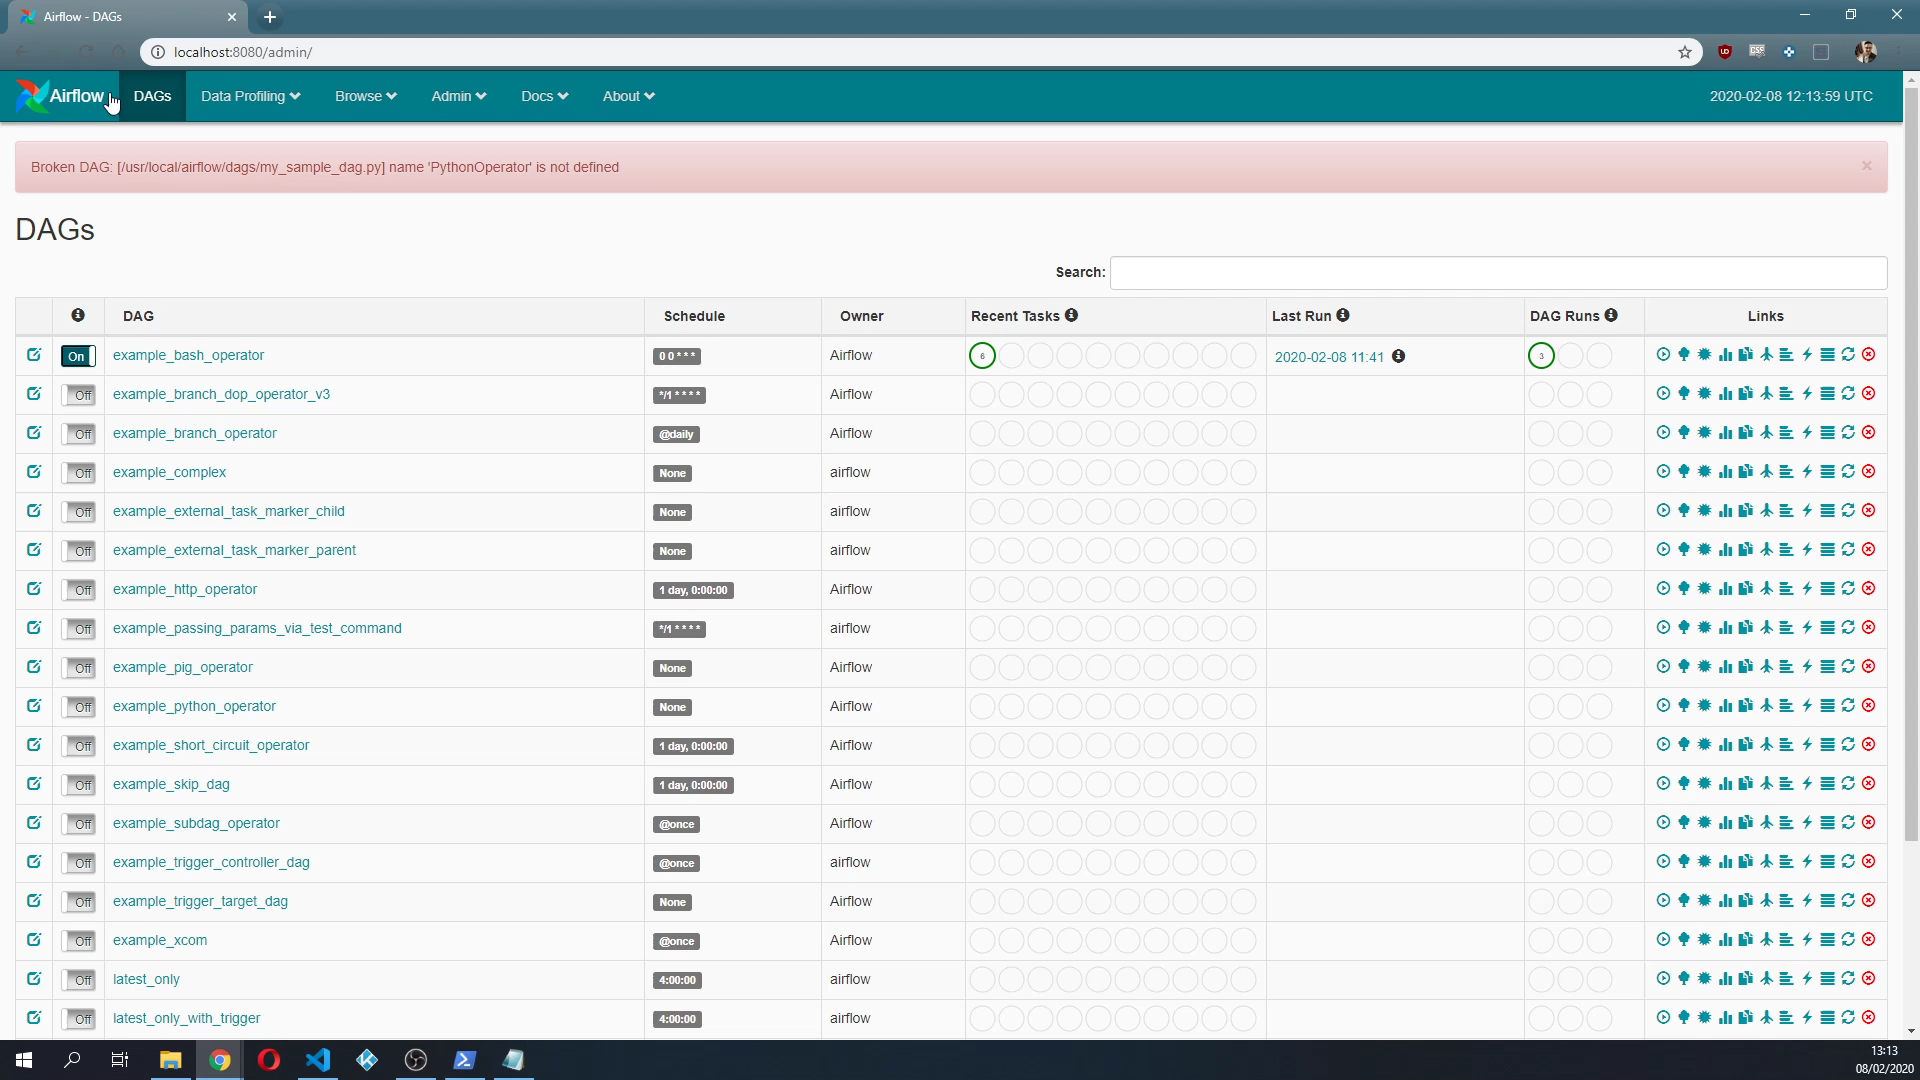 Airflow - DAGs
localhost:8080/admin/
Airflow DAGs Data Profiling Browse Admin Docs About 2020-02-08 12:13:59 UTC
Broken DAG: [/usr/local/airflow/dags/my_sample_dag.py] name 'PythonOperator' is not defined
DAGs
Search:
DAG Schedule Owner Recent Tasks Last Run DAG Runs Links
On example_bash_operator 0 0 * * * Airflow 6 2020-02-08 11:41 3
Off example_branch_dop_operator_v3 */1 * * * * Airflow
Off example_branch_operator @daily Airflow
Off example_complex None airflow
Off example_external_task_marker_child None airflow
Off example_external_task_marker_parent None airflow
Off example_http_operator 1 day, 0:00:00 Airflow
Off example_passing_params_via_test_command */1 * * * * airflow
Off example_pig_operator None Airflow
Off example_python_operator None Airflow
Off example_short_circuit_operator 1 day, 0:00:00 Airflow
Off example_skip_dag 1 day, 0:00:00 Airflow
Off example_subdag_operator @once Airflow
Off example_trigger_controller_dag @once airflow
Off example_trigger_target_dag None Airflow
Off example_xcom @once Airflow
Off latest_only 4:00:00 airflow
Off latest_only_with_trigger 4:00:00 airflow
13:13
08/02/2020